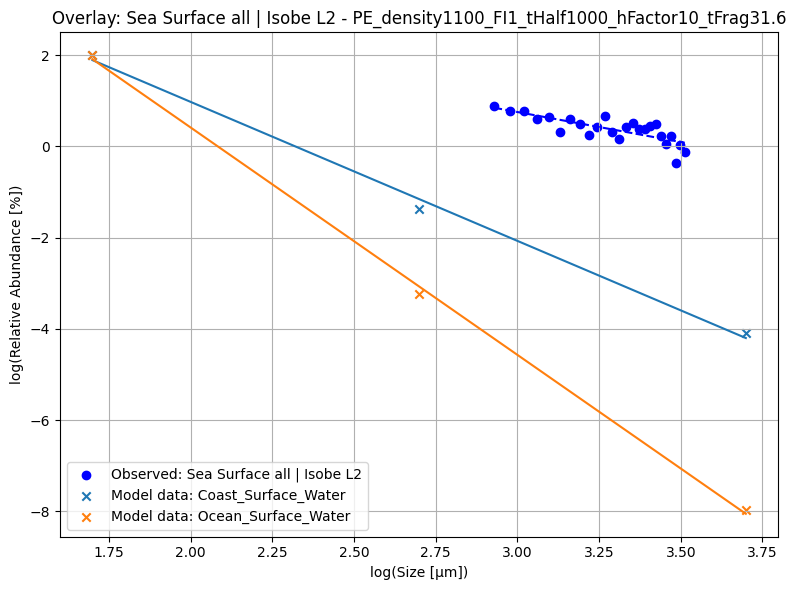 Overlay: Sea Surface all | Isobe L2 - PE_density1100_FI1_tHalf1000_hFactor10_tFrag31.6
log(Relative Abundance [%])
2
0
−2
−4
−6
−8
Observed: Sea Surface all | Isobe L2
Model data: Coast_Surface_Water
Model data: Ocean_Surface_Water
1.75 2.00 2.25 2.50 2.75 3.00 3.25 3.50 3.75
log(Size [μm])